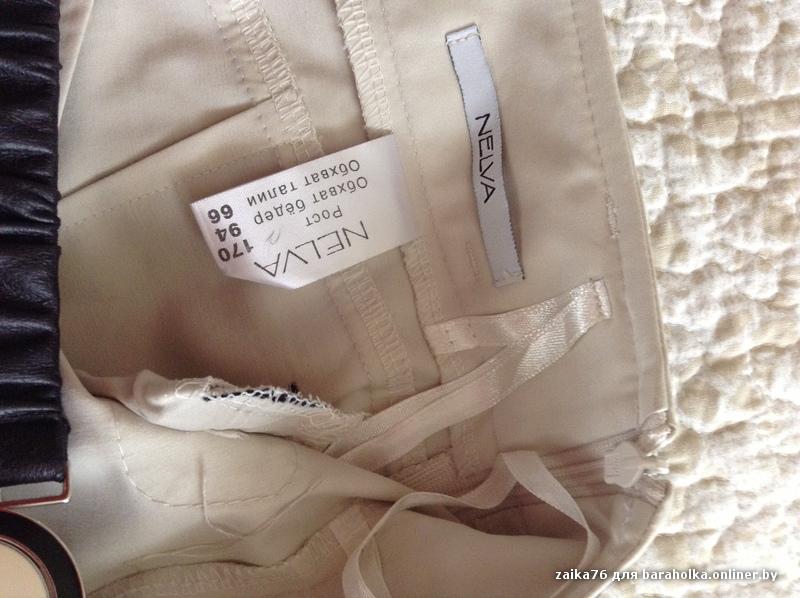 NELVA
NELVA
Рост 170
Обхват бёдер 94
Обхват талии 66
zaika76 для baraholka.onliner.by